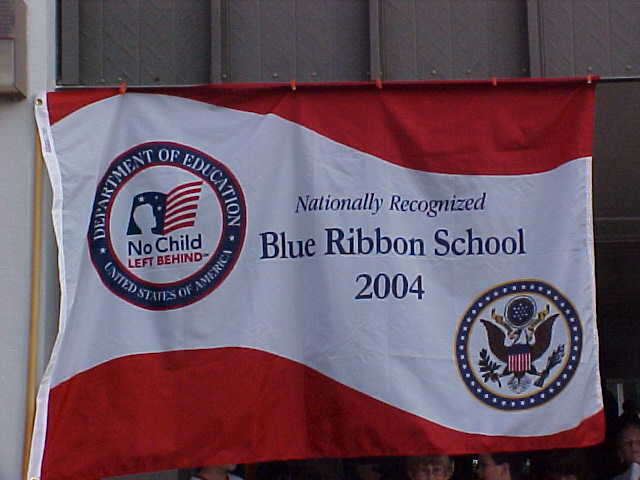 DEPARTMENT OF EDUCATION
No Child
LEFT BEHIND
UNITED STATES OF AMERICA
Nationally Recognized
Blue Ribbon School
2004